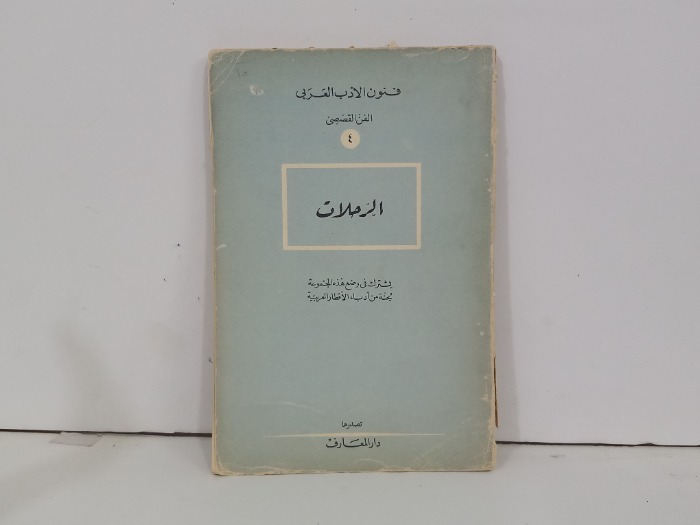 فنون الأدب العربي
الفن القصصي
٤
الرحلات
يشترك في وضع هذه المجموعة
لجنة من أدباء الأقطار العربية
تصدرها
دار المعارف